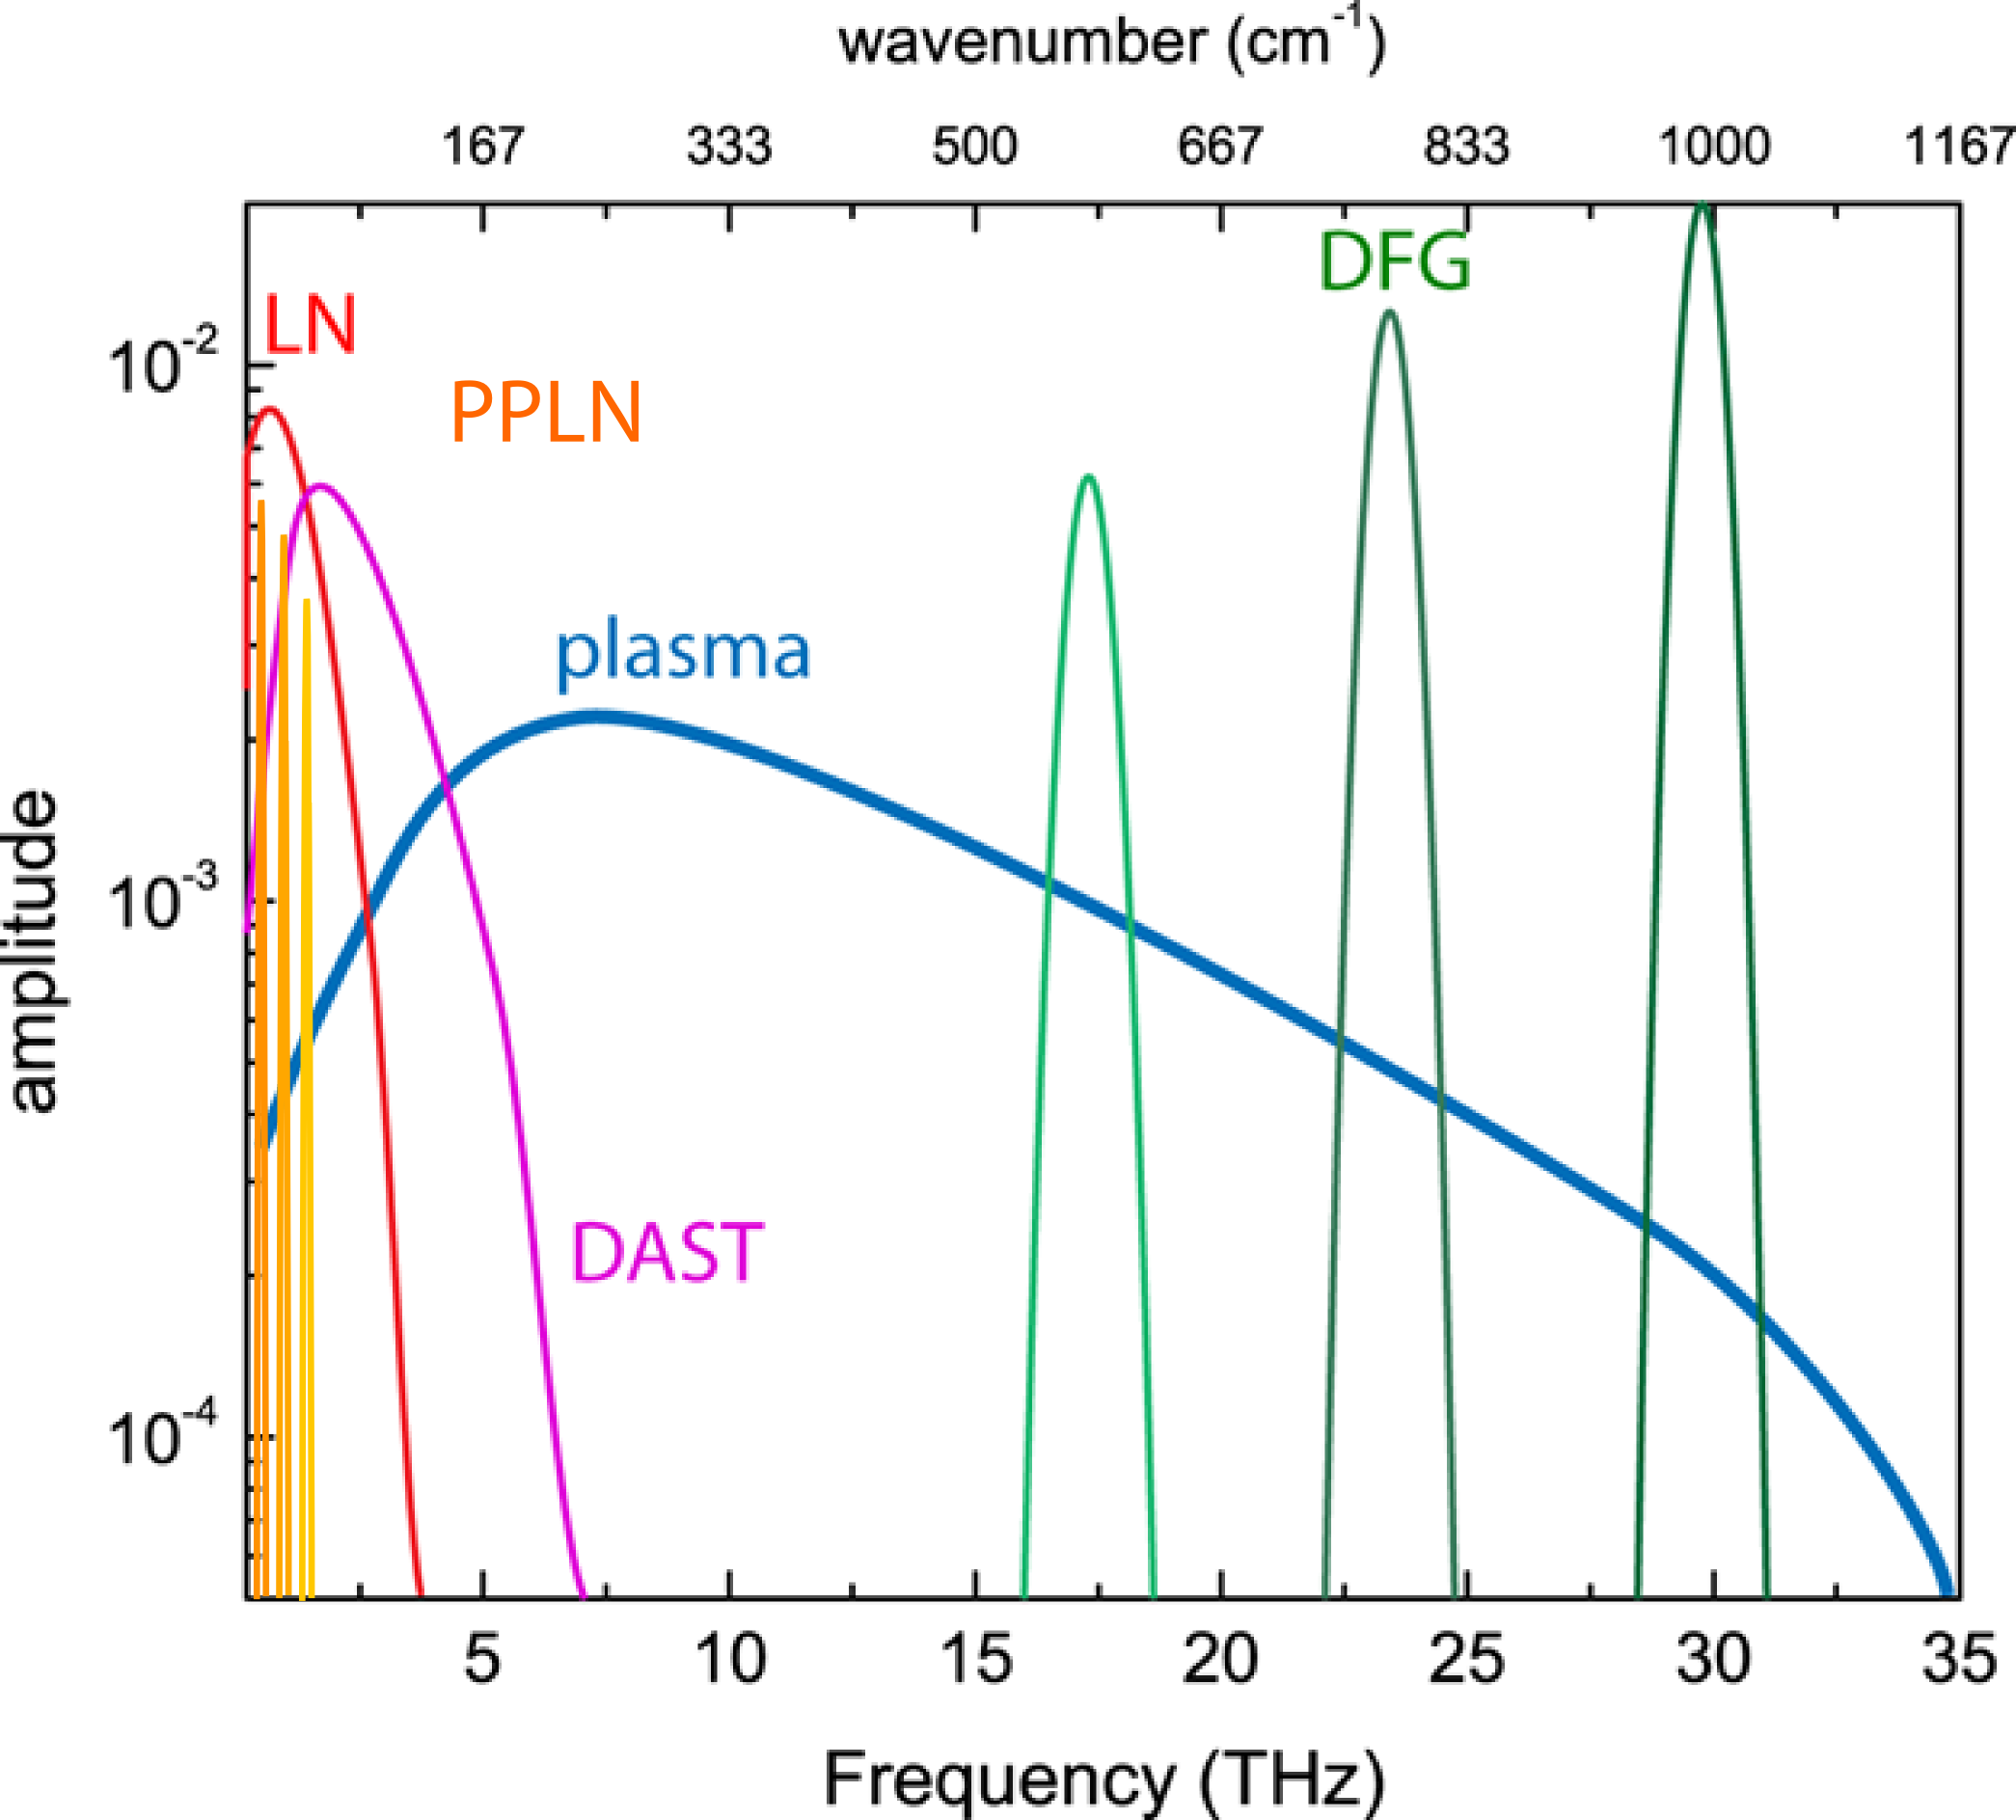 wavenumber (cm⁻¹)
167 333 500 667 833 1000 1167
DFG
LN
10⁻²
PPLN
plasma
amplitude
10⁻³
DAST
10⁻⁴
5 10 15 20 25 30 35
Frequency (THz)